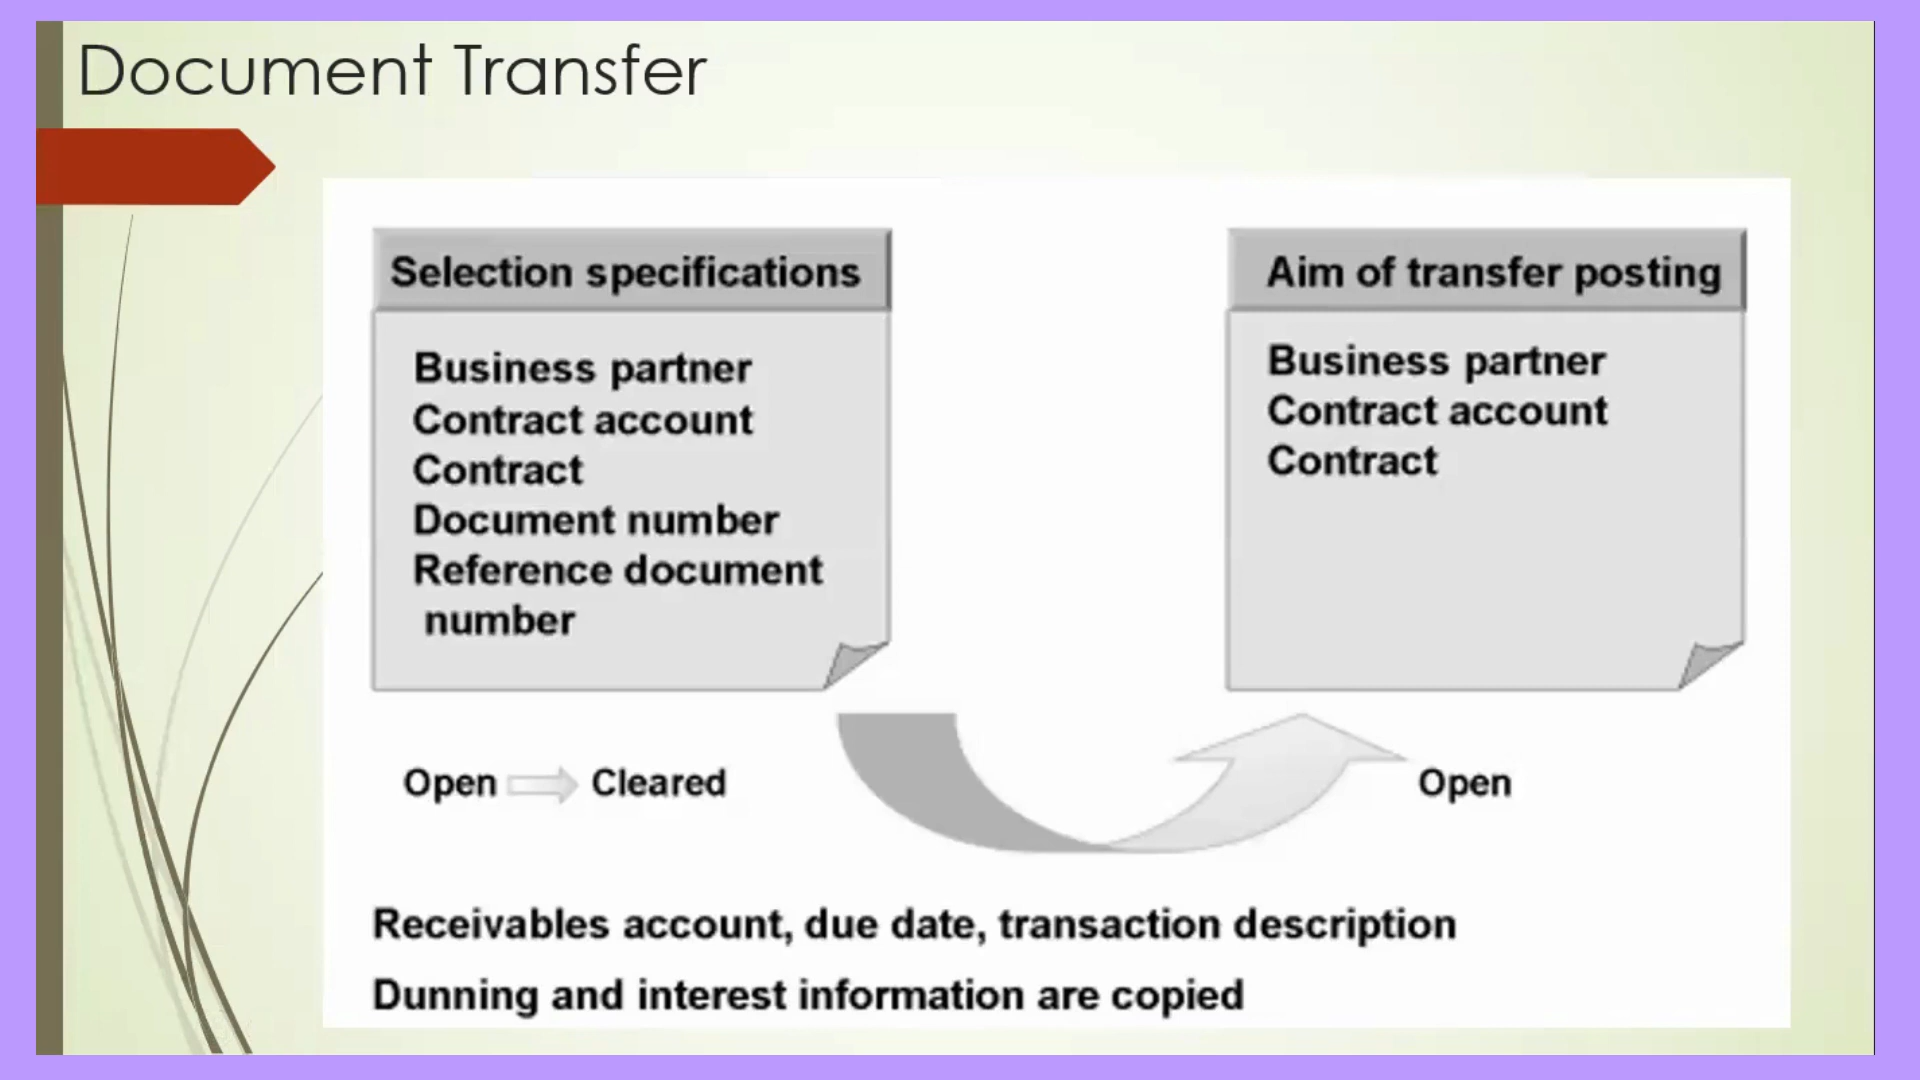 Document Transfer
Selection specifications
Business partner
Contract account
Contract
Document number
Reference document
number
Aim of transfer posting
Business partner
Contract account
Contract
Open
Cleared
Open
Receivables account, due date, transaction description
Dunning and interest information are copied